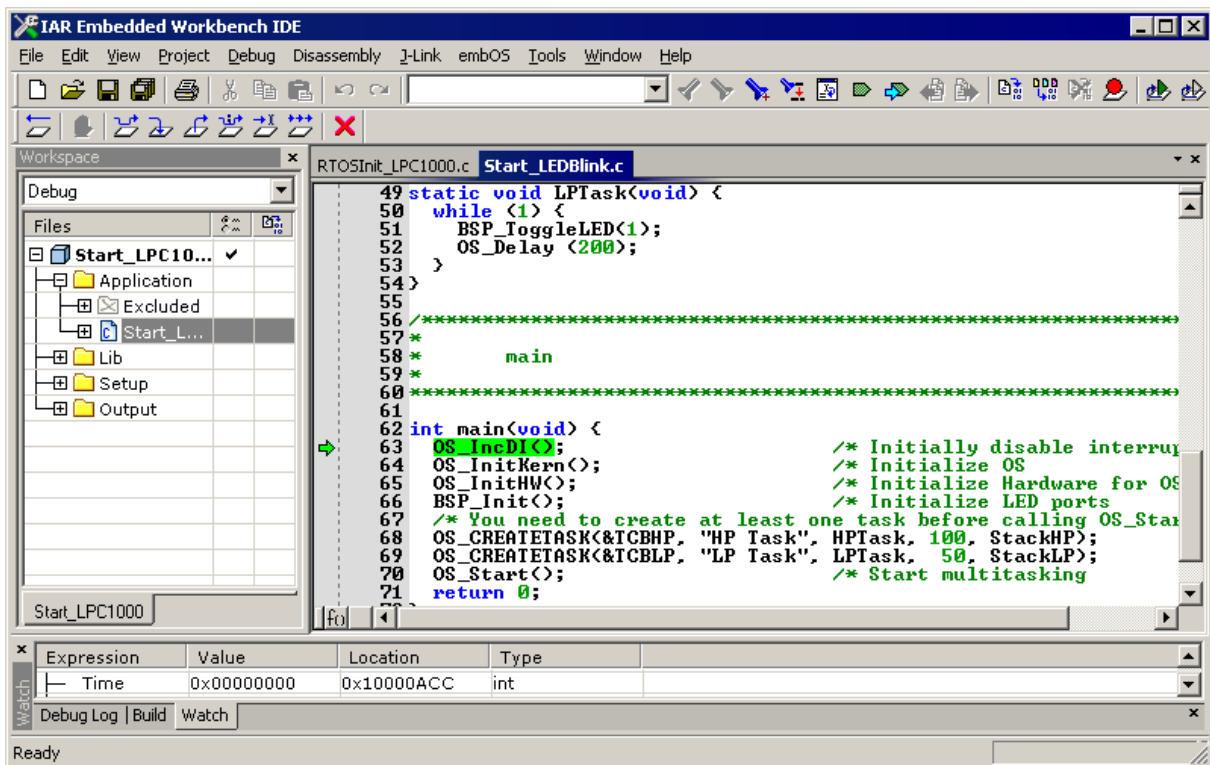 IAR Embedded Workbench IDE
File Edit View Project Debug Disassembly J-Link embOS Tools Window Help
Workspace
Debug
Files
Start_LPC10...
Application
Excluded
Start_L...
Lib
Setup
Output
Start_LPC1000
RTOSInit_LPC1000.c Start_LEDBlink.c
49 static void LPTask(void) {
50 while (1) {
51 BSP_ToggleLED(1);
52 OS_Delay (200);
53 }
54 }
55
56 /******************************************************************
57 *
58 * main
59 *
60 *******************************************************************
61
62 int main(void) {
63 OS_IncDI(); /* Initially disable interrup
64 OS_InitKern(); /* Initialize OS
65 OS_InitHW(); /* Initialize Hardware for OS
66 BSP_Init(); /* Initialize LED ports
67 /* You need to create at least one task before calling OS_Star
68 OS_CREATETASK(&TCBHP, "HP Task", HPTask, 100, StackHP);
69 OS_CREATETASK(&TCBLP, "LP Task", LPTask, 50, StackLP);
70 OS_Start(); /* Start multitasking
71 return 0;
f()
Expression Value Location Type
Time 0x00000000 0x10000ACC int
Watch
Debug Log Build Watch
Ready